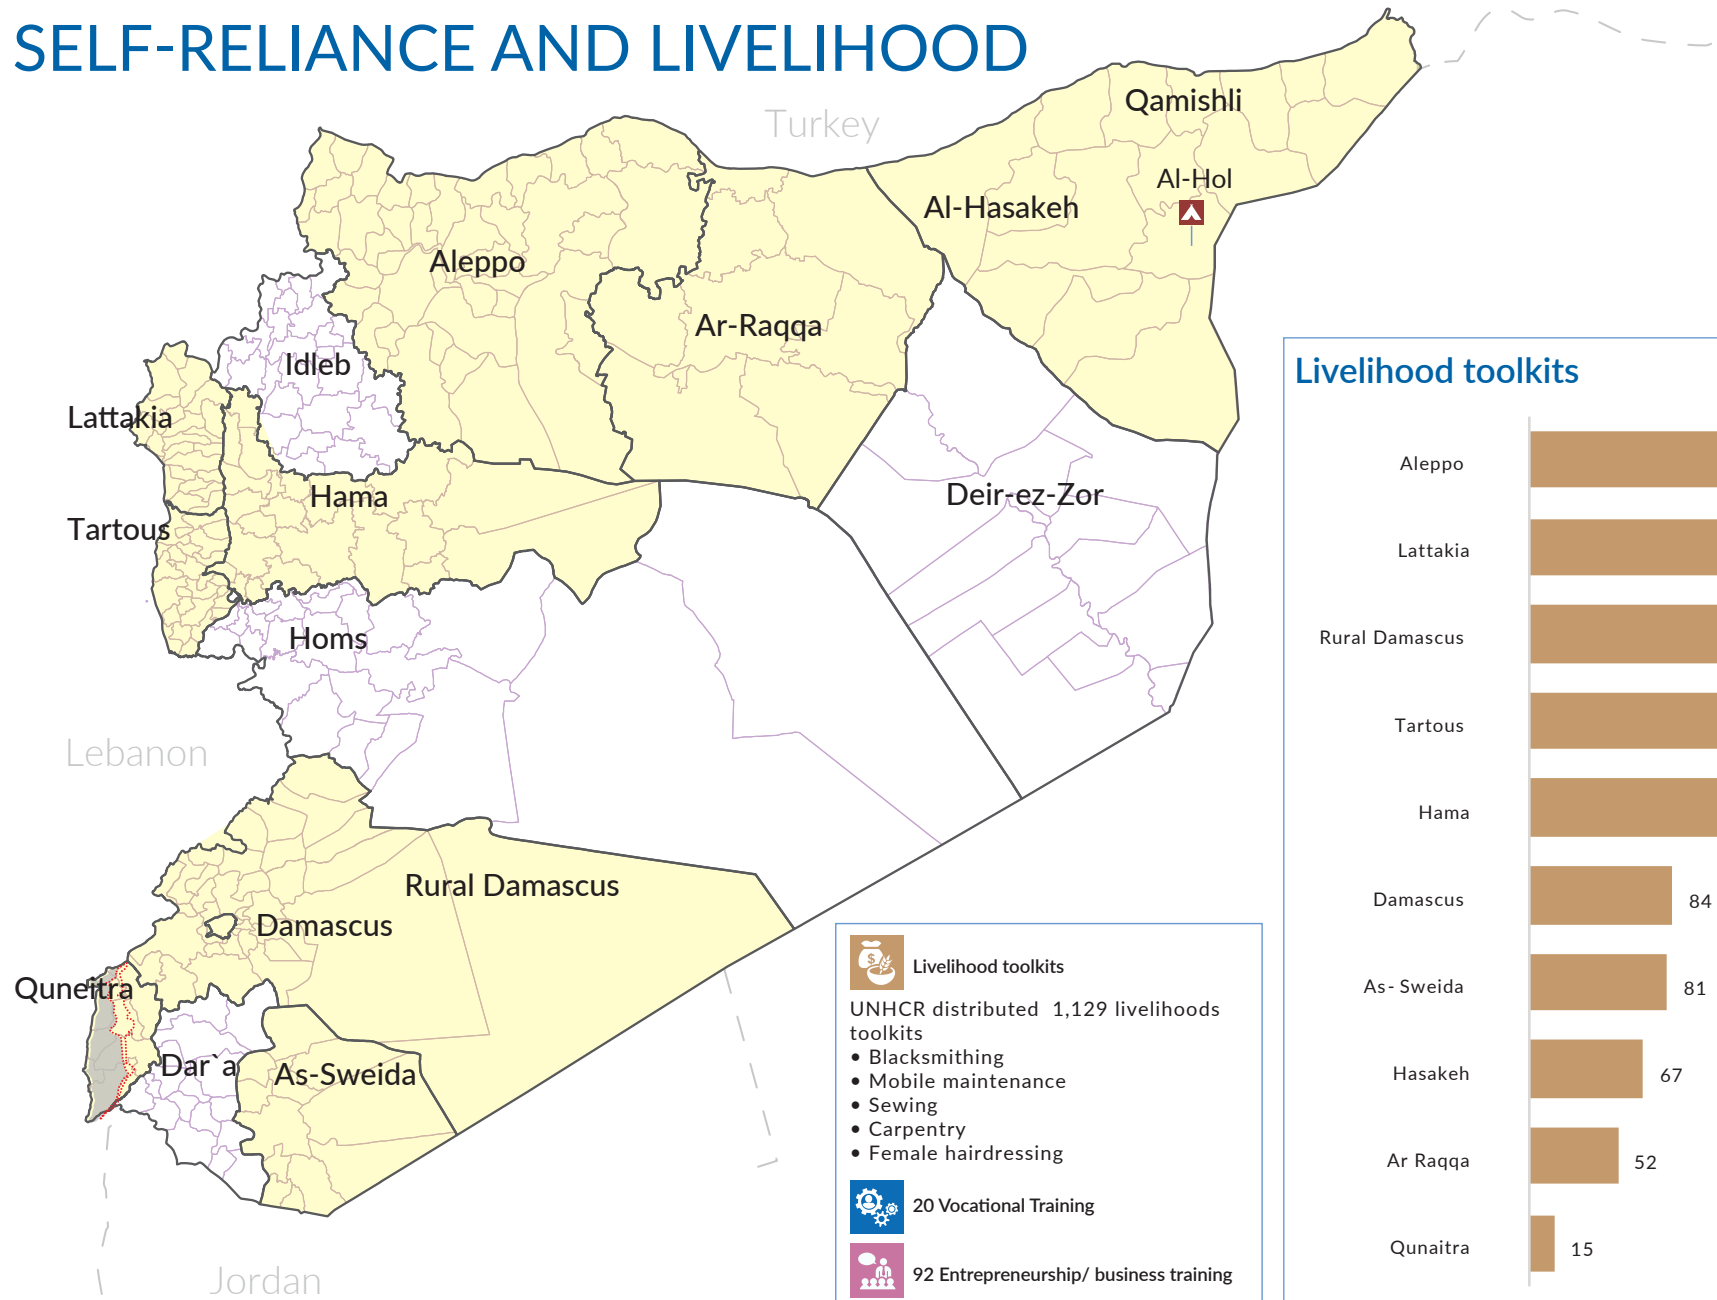 SELF-RELIANCE AND LIVELIHOOD
Turkey
Qamishli
Al-Hol
Al-Hasakeh
Aleppo
Ar-Raqqa
Idleb
Lattakia
Hama
Deir-ez-Zor
Tartous
Homs
Lebanon
Rural Damascus
Damascus
Quneitra
Dar`a
As-Sweida
Jordan
Livelihood toolkits
UNHCR distributed 1,129 livelihoods
toolkits
• Blacksmithing
• Mobile maintenance
• Sewing
• Carpentry
• Female hairdressing
20 Vocational Training
92 Entrepreneurship/ business training
Livelihood toolkits
Aleppo
Lattakia
Rural Damascus
Tartous
Hama
Damascus 84
As- Sweida 81
Hasakeh 67
Ar Raqqa 52
Qunaitra 15